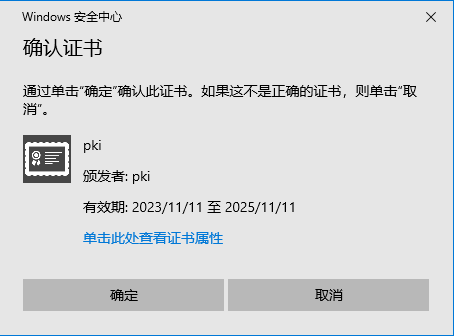 Windows 安全中心
确认证书
通过单击“确定”确认此证书。如果这不是正确的证书，则单击“取
消”。
pki
颁发者: pki
有效期: 2023/11/11 至 2025/11/11
单击此处查看证书属性
确定
取消